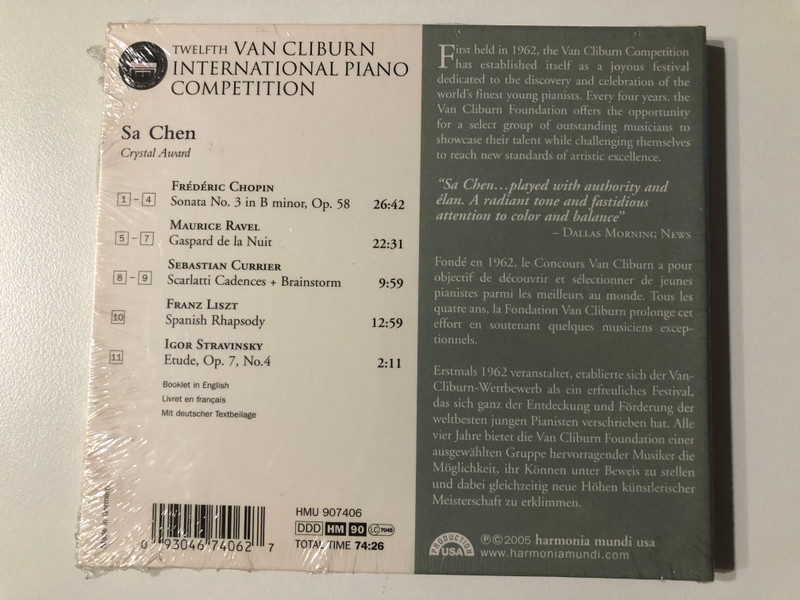 TWELFTH VAN CLIBURN
INTERNATIONAL PIANO
COMPETITION
Sa Chen
Crystal Award
FRÉDÉRIC CHOPIN
1 - 4 Sonata No. 3 in B minor, Op. 58 26:42
MAURICE RAVEL
5 - 7 Gaspard de la Nuit 22:31
SEBASTIAN CURRIER
8 - 9 Scarlatti Cadences + Brainstorm 9:59
FRANZ LISZT
10 Spanish Rhapsody 12:59
IGOR STRAVINSKY
11 Etude, Op. 7, No.4 2:11
Booklet in English
Livret en français
Mit deutscher Textbeilage
Made in Germany
0 93046 74062 7
HMU 907406
DDD HM 90 LC 7045
TOTAL TIME 74:26
First held in 1962, the Van Cliburn Competition
has established itself as a joyous festival
dedicated to the discovery and celebration of the
world's finest young pianists. Every four years, the
Van Cliburn Foundation offers the opportunity
for a select group of outstanding musicians to
showcase their talent while challenging themselves
to reach new standards of artistic excellence.
“Sa Chen…played with authority and
élan. A radiant tone and fastidious
attention to color and balance”
– DALLAS MORNING NEWS
Fondé en 1962, le Concours Van Cliburn a pour
objectif de découvrir et sélectionner de jeunes
pianistes parmi les meilleurs au monde. Tous les
quatre ans, la Fondation Van Cliburn prolonge cet
effort en soutenant quelques musiciens excep-
tionnels.
Erstmals 1962 veranstaltet, etablierte sich der Van-
Cliburn-Wettbewerb als ein erfreuliches Festival,
das sich ganz der Entdeckung und Förderung der
weltbesten jungen Pianisten verschrieben hat. Alle
vier Jahre bietet die Van Cliburn Foundation einer
ausgewählten Gruppe hervorragender Musiker die
Möglichkeit, ihr Können unter Beweis zu stellen
und dabei gleichzeitig neue Höhen künstlerischer
Meisterschaft zu erklimmen.
PRODUCTION USA
℗©2005 harmonia mundi usa
www.harmoniamundi.com